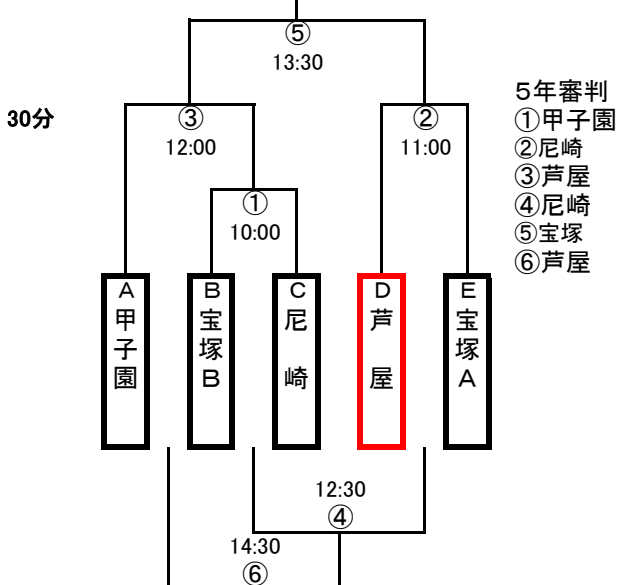 ⑤
13:30
30分
③
12:00
②
11:00
①
10:00
A
甲子園
B
宝塚B
C
尼崎
D
芦屋
E
宝塚A
12:30
④
14:30
⑥
5年審判
①甲子園
②尼崎
③芦屋
④尼崎
⑤宝塚
⑥芦屋